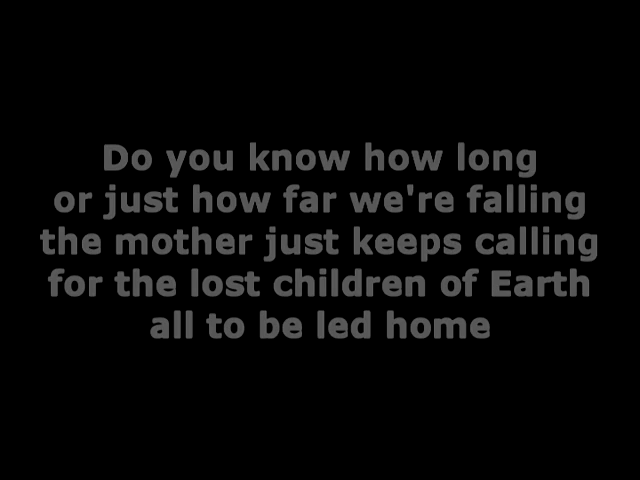 Do you know how long
or just how far we're falling
the mother just keeps calling
for the lost children of Earth
all to be led home